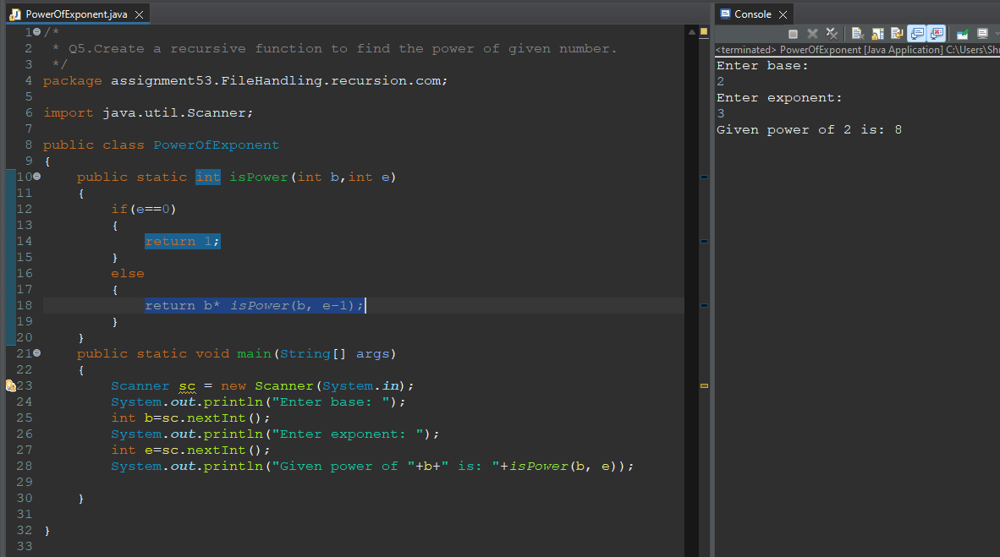 PowerOfExponent.java
1 /*
2  * Q5.Create a recursive function to find the power of given number.
3  */
4 package assignment53.FileHandling.recursion.com;
5
6 import java.util.Scanner;
7
8 public class PowerOfExponent
9 {
10     public static int isPower(int b,int e)
11     {
12         if(e==0)
13         {
14             return 1;
15         }
16         else
17         {
18             return b* isPower(b, e-1);
19         }
20     }
21     public static void main(String[] args)
22     {
23         Scanner sc = new Scanner(System.in);
24         System.out.println("Enter base: ");
25         int b=sc.nextInt();
26         System.out.println("Enter exponent: ");
27         int e=sc.nextInt();
28         System.out.println("Given power of "+b+" is: "+isPower(b, e));
29
30     }
31
32 }
33
Console
<terminated> PowerOfExponent [Java Application] C:\Users\Shr
Enter base:
2
Enter exponent:
3
Given power of 2 is: 8